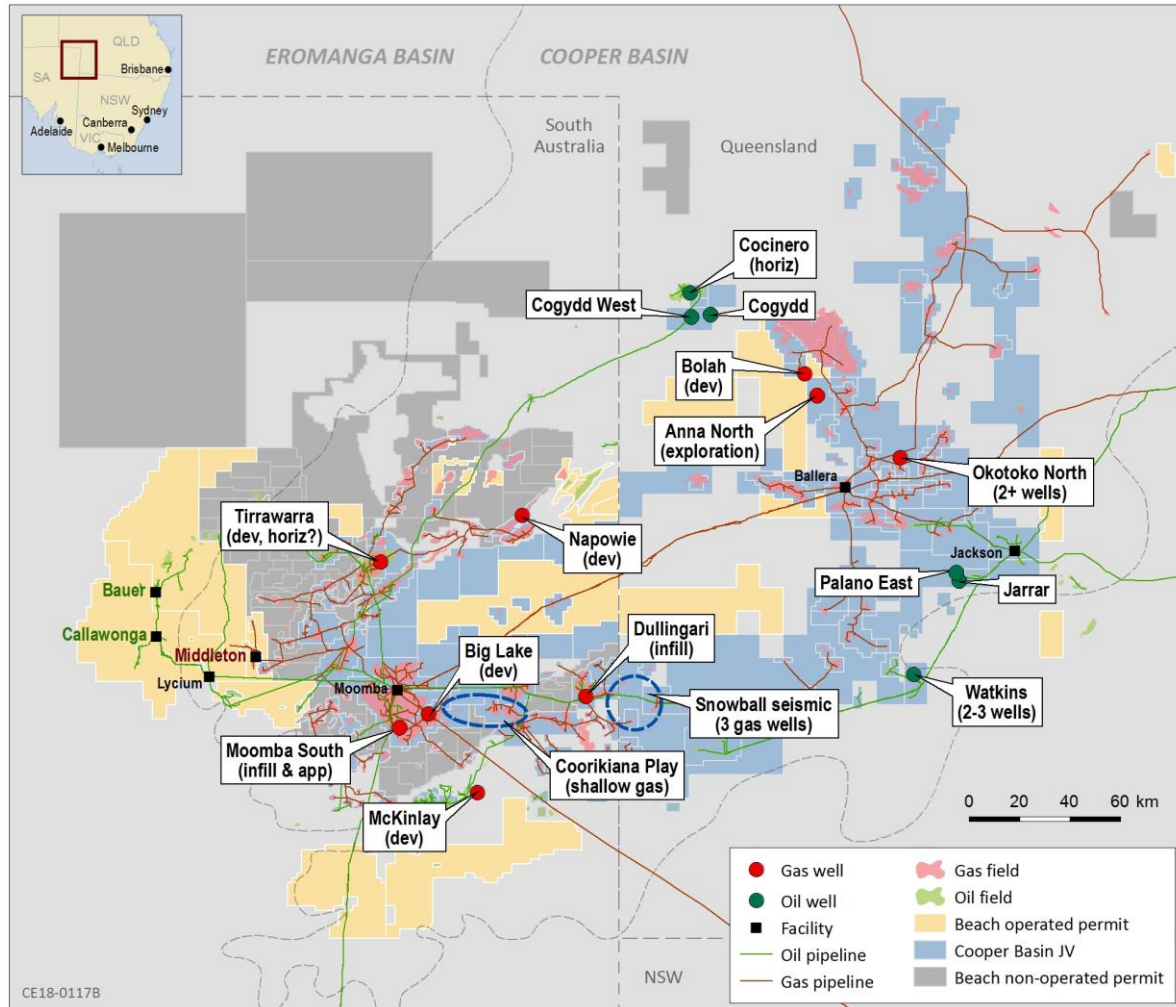 QLD
Brisbane
SA
NSW
Sydney
Canberra
Adelaide
VIC
Melbourne
EROMANGA BASIN
COOPER BASIN
South
Australia
Queensland
Cocinero
(horiz)
Cogydd West
Cogydd
Bolah
(dev)
Anna North
(exploration)
Ballera
Okotoko North
(2+ wells)
Tirrawarra
(dev, horiz?)
Napowie
(dev)
Jackson
Palano East
Jarrar
Bauer
Callawonga
Middleton
Lycium
Big Lake
(dev)
Dullingari
(infill)
Moomba
Snowball seismic
(3 gas wells)
Watkins
(2-3 wells)
Moomba South
(infill & app)
Coorikiana Play
(shallow gas)
McKinlay
(dev)
0 20 40 60 km
Gas well
Oil well
Facility
Oil pipeline
Gas pipeline
Gas field
Oil field
Beach operated permit
Cooper Basin JV
Beach non-operated permit
NSW
CE18-0117B